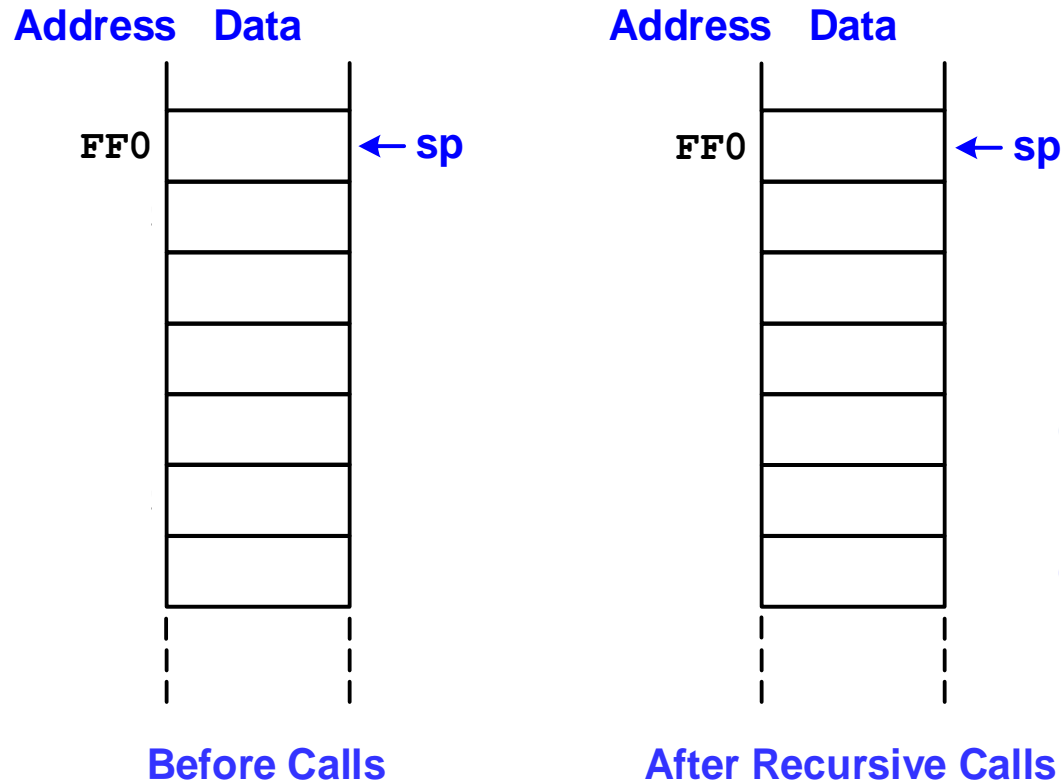 Address Data
Address Data
FF0
sp
FF0
sp
Before Calls
After Recursive Calls